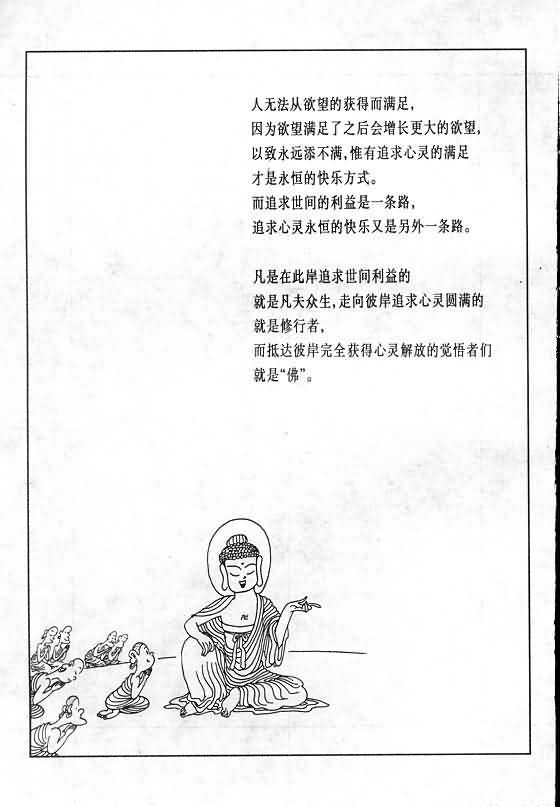 人无法从欲望的获得而满足，
因为欲望满足了之后会增长更大的欲望，
以致永远添不满，惟有追求心灵的满足
才是永恒的快乐方式。
而追求世间的利益是一条路，
追求心灵永恒的快乐又是另外一条路。
凡是在此岸追求世间利益的
就是凡夫众生，走向彼岸追求心灵圆满的
就是修行者，
而抵达彼岸完全获得心灵解放的觉悟者们
就是“佛”。
卍